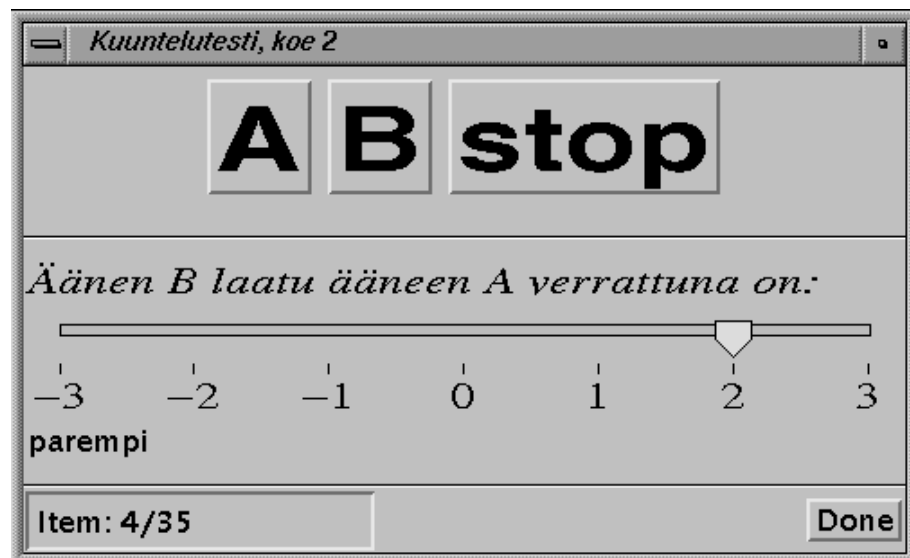 Kuuntelutesti, koe 2
A B stop
Äänen B laatu ääneen A verrattuna on:
−3 −2 −1 0 1 2 3
parempi
Item: 4/35 Done